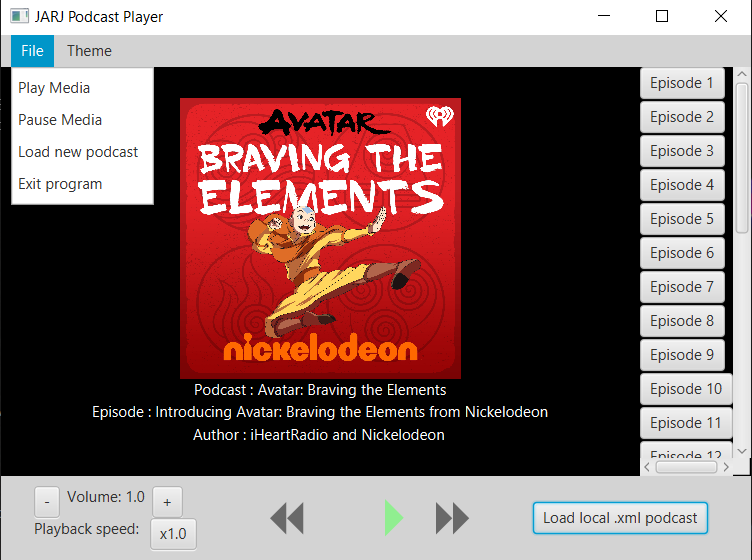 JARJ Podcast Player
File Theme
Play Media
Pause Media
Load new podcast
Exit program
AVATAR
iHeart
BRAVING THE
ELEMENTS
nickelodeon
Podcast : Avatar: Braving the Elements
Episode : Introducing Avatar: Braving the Elements from Nickelodeon
Author : iHeartRadio and Nickelodeon
Episode 1
Episode 2
Episode 3
Episode 4
Episode 5
Episode 6
Episode 7
Episode 8
Episode 9
Episode 10
Episode 11
Episode 12
- Volume: 1.0 +
Playback speed: x1.0
Load local .xml podcast